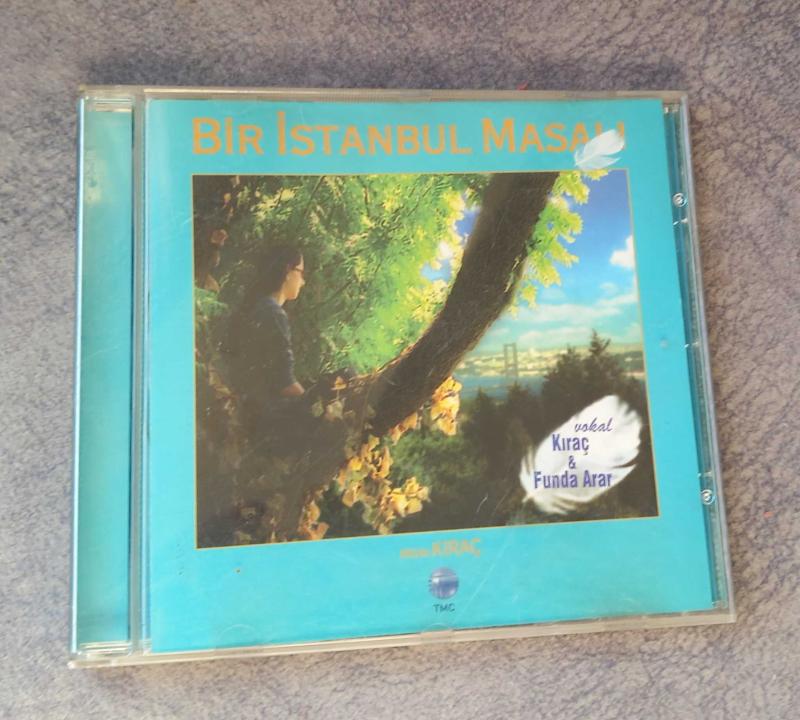 BİR İSTANBUL MASALI
vokal
Kıraç
&
Funda Arar
KIRAÇ
TMC